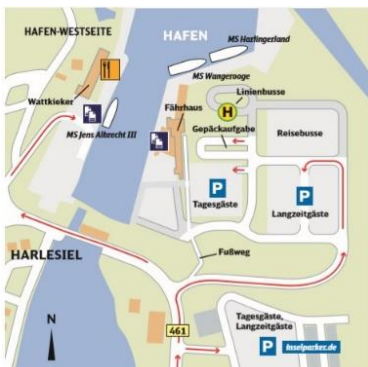 HAFEN-WESTSEITE
HAFEN
MS Harlingerland
MS Wangerooge
Linienbusse
H
Wattkieker
Fährhaus
MS Jens Albrecht III
Gepäckaufgabe
Reisebusse
P
Tagesgäste
P
Langzeitgäste
Fußweg
HARLESIEL
N
461
Tagesgäste,
Langzeitgäste
P inselparker.de